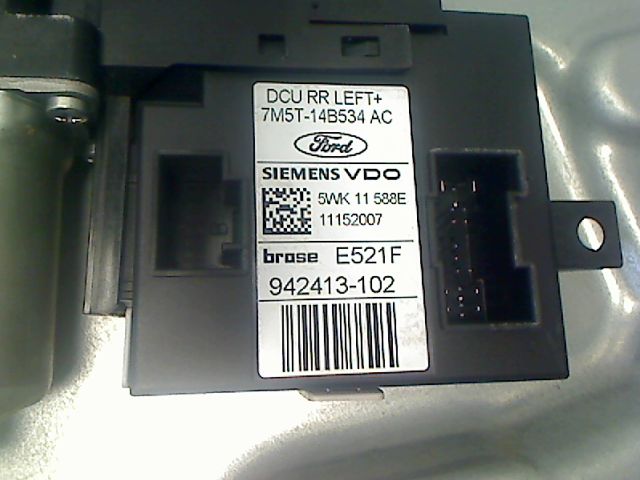 DCU RR LEFT+
7M5T-14B534 AC
Ford
SIEMENS VDO
5WK 11 588E
11152007
brose E521F
942413-102